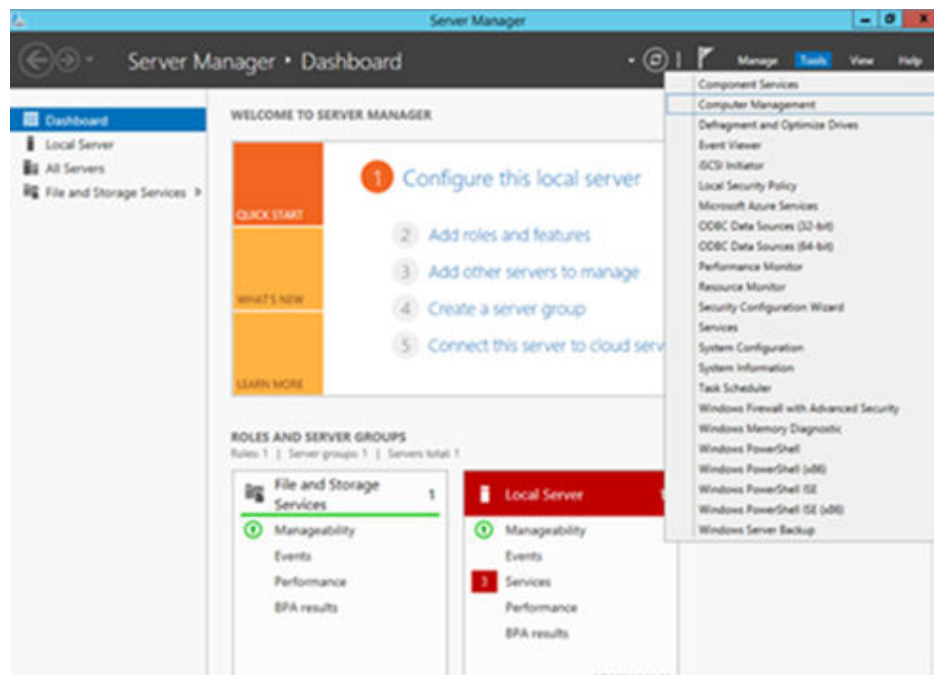 Server Manager
Server Manager • Dashboard
Manage Tools View Help
Dashboard
Local Server
All Servers
File and Storage Services
WELCOME TO SERVER MANAGER
QUICK START
WHAT'S NEW
LEARN MORE
1 Configure this local server
2 Add roles and features
3 Add other servers to manage
4 Create a server group
5 Connect this server to cloud serv
Component Services
Computer Management
Defragment and Optimize Drives
Event Viewer
iSCSI Initiator
Local Security Policy
Microsoft Azure Services
ODBC Data Sources (32-bit)
ODBC Data Sources (64-bit)
Performance Monitor
Resource Monitor
Security Configuration Wizard
Services
System Configuration
System Information
Task Scheduler
Windows Firewall with Advanced Security
Windows Memory Diagnostic
Windows PowerShell
Windows PowerShell (x86)
Windows PowerShell ISE
Windows PowerShell ISE (x86)
Windows Server Backup
ROLES AND SERVER GROUPS
Roles: 1 | Server groups: 1 | Servers total: 1
File and Storage
Services 1
Manageability
Events
Performance
BPA results
Local Server 1
Manageability
Events
3 Services
Performance
BPA results